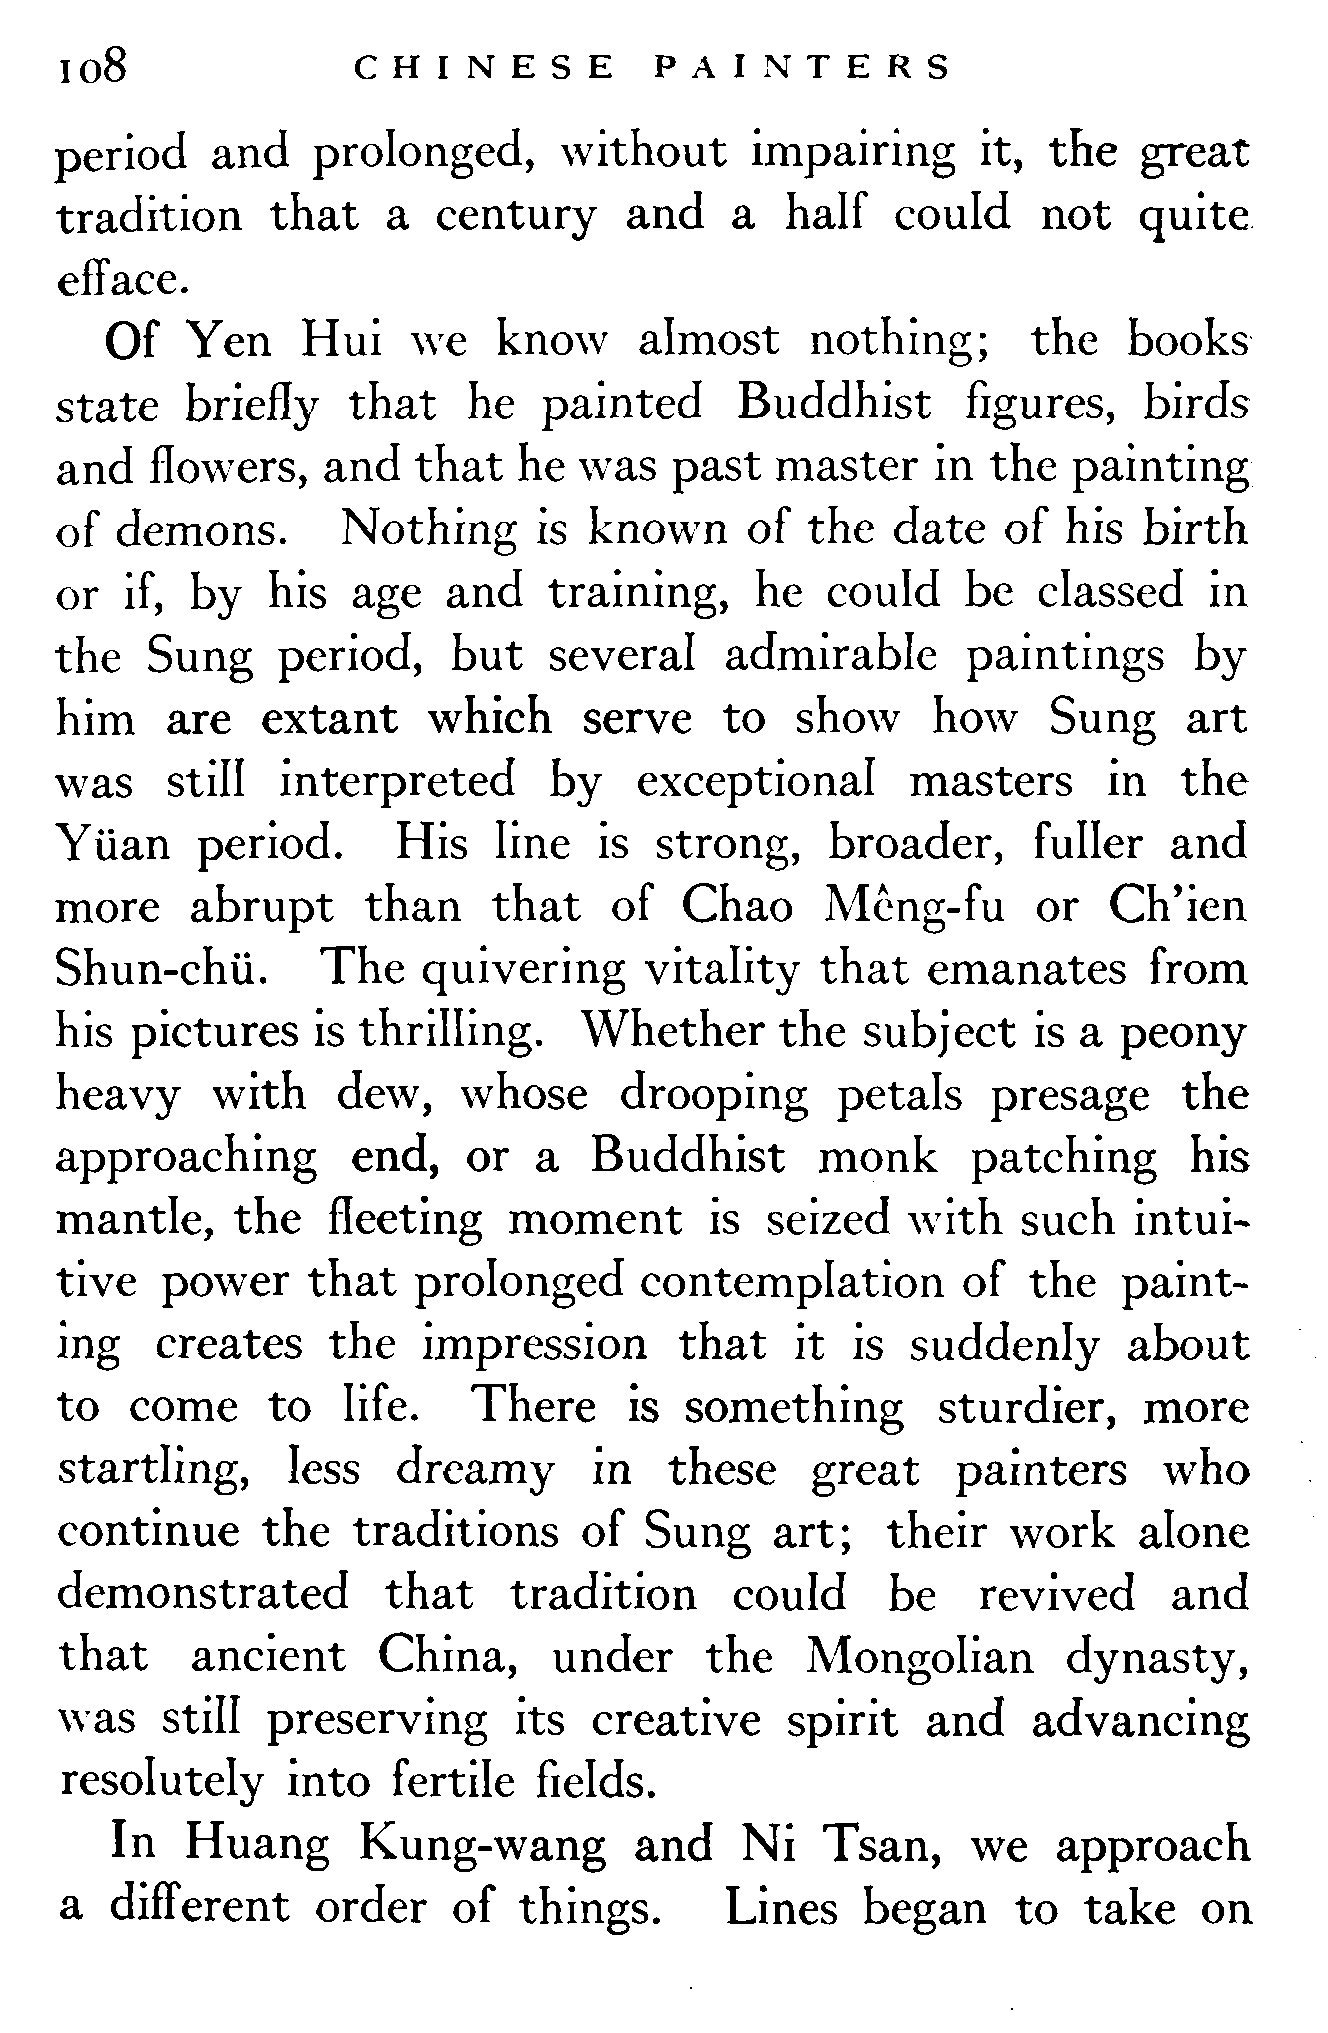 108 CHINESE PAINTERS
period and prolonged, without impairing it, the great
tradition that a century and a half could not quite
efface.
Of Yen Hui we know almost nothing; the books
state briefly that he painted Buddhist figures, birds
and flowers, and that he was past master in the painting
of demons. Nothing is known of the date of his birth
or if, by his age and training, he could be classed in
the Sung period, but several admirable paintings by
him are extant which serve to show how Sung art
was still interpreted by exceptional masters in the
Yüan period. His line is strong, broader, fuller and
more abrupt than that of Chao Mêng-fu or Ch'ien
Shun-chü. The quivering vitality that emanates from
his pictures is thrilling. Whether the subject is a peony
heavy with dew, whose drooping petals presage the
approaching end, or a Buddhist monk patching his
mantle, the fleeting moment is seized with such intui-
tive power that prolonged contemplation of the paint-
ing creates the impression that it is suddenly about
to come to life. There is something sturdier, more
startling, less dreamy in these great painters who
continue the traditions of Sung art; their work alone
demonstrated that tradition could be revived and
that ancient China, under the Mongolian dynasty,
was still preserving its creative spirit and advancing
resolutely into fertile fields.
In Huang Kung-wang and Ni Tsan, we approach
a different order of things. Lines began to take on